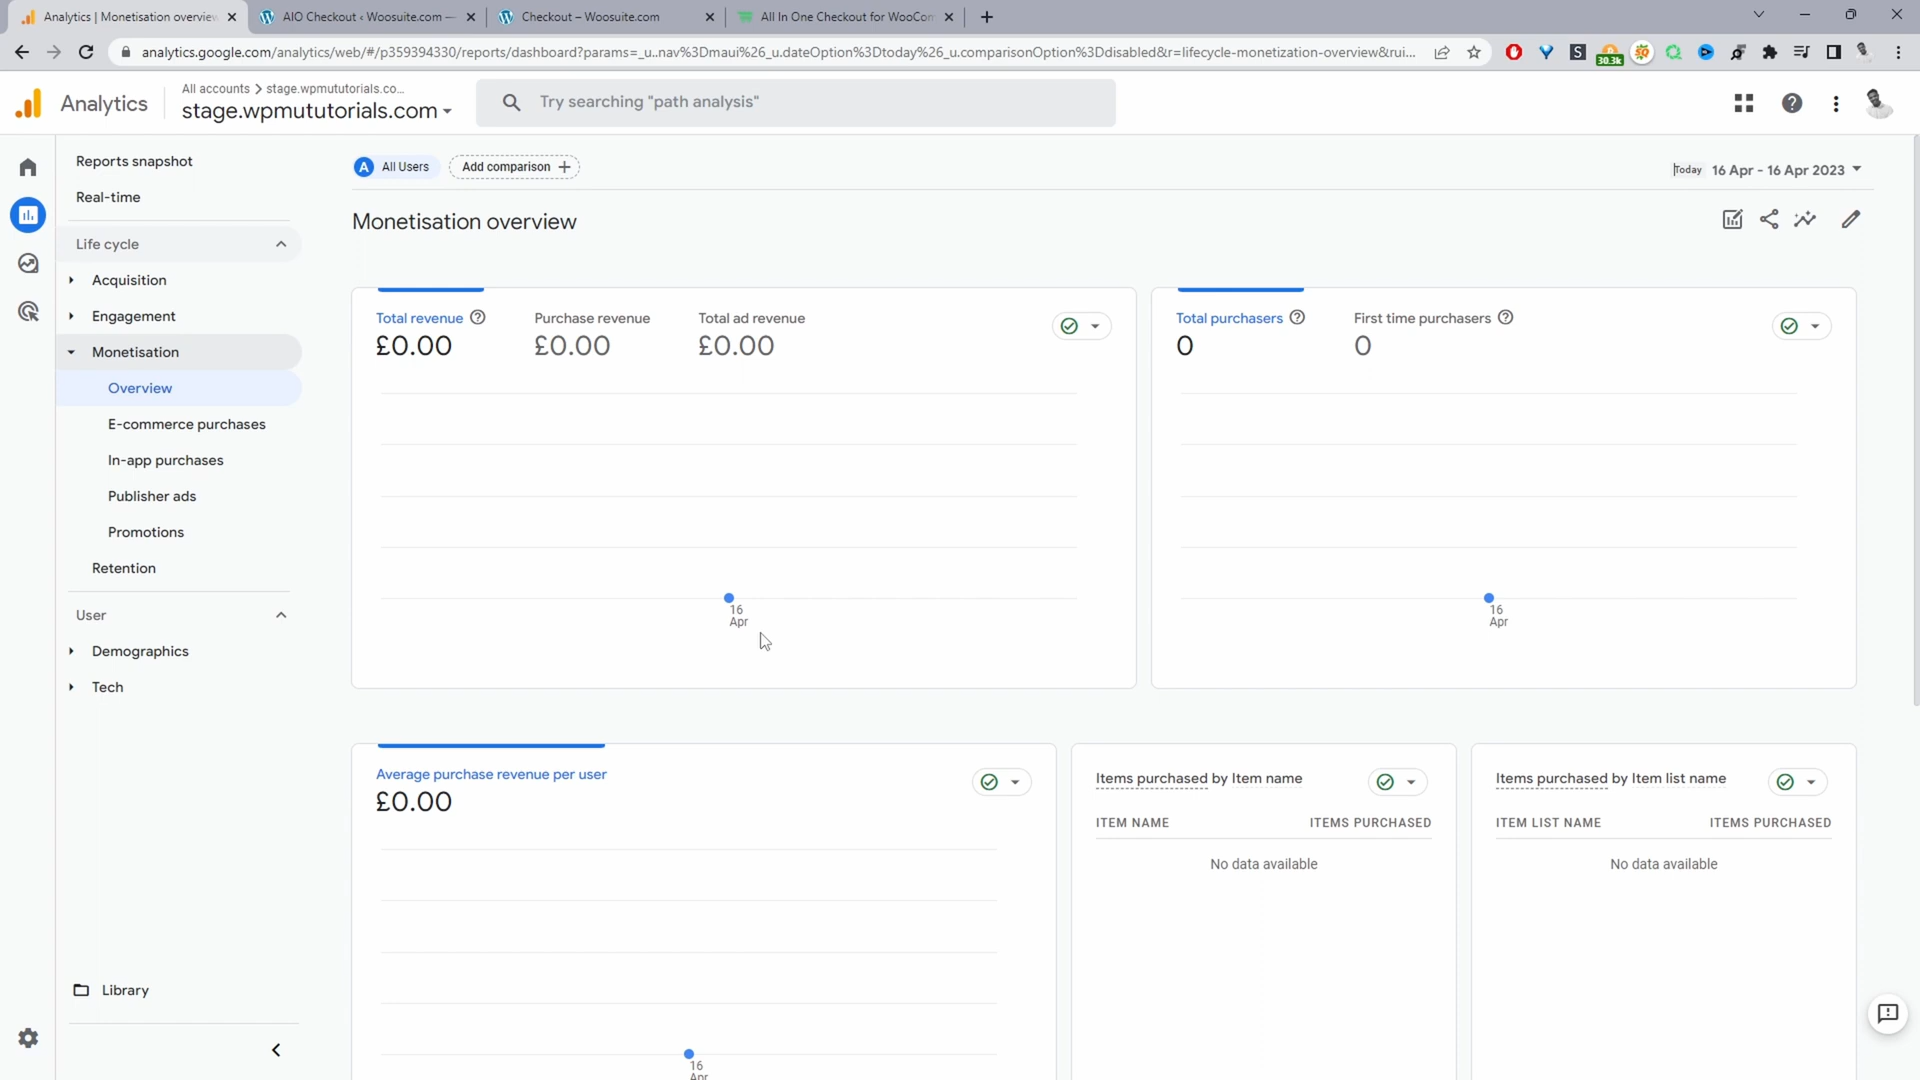 Analytics | Monetisation overview
AIO Checkout ‹ Woosuite.com —
Checkout – Woosuite.com
All In One Checkout for WooCom
analytics.google.com/analytics/web/#/p359394330/reports/dashboard?params=_u..nav%3Dmaui%26_u.dateOption%3Dtoday%26_u.comparisonOption%3Ddisabled&r=lifecycle-monetization-overview&rui...
30.3k
Analytics
All accounts > stage.wpmututorials.co...
stage.wpmututorials.com
Try searching "path analysis"
Reports snapshot
Real-time
Life cycle
Acquisition
Engagement
Monetisation
Overview
E-commerce purchases
In-app purchases
Publisher ads
Promotions
Retention
User
Demographics
Tech
Library
A All Users
Add comparison +
Today 16 Apr - 16 Apr 2023
Monetisation overview
Total revenue
£0.00
Purchase revenue
£0.00
Total ad revenue
£0.00
16
Apr
Total purchasers
0
First time purchasers
0
16
Apr
Average purchase revenue per user
£0.00
16
Apr
Items purchased by Item name
ITEM NAME ITEMS PURCHASED
No data available
Items purchased by Item list name
ITEM LIST NAME ITEMS PURCHASED
No data available